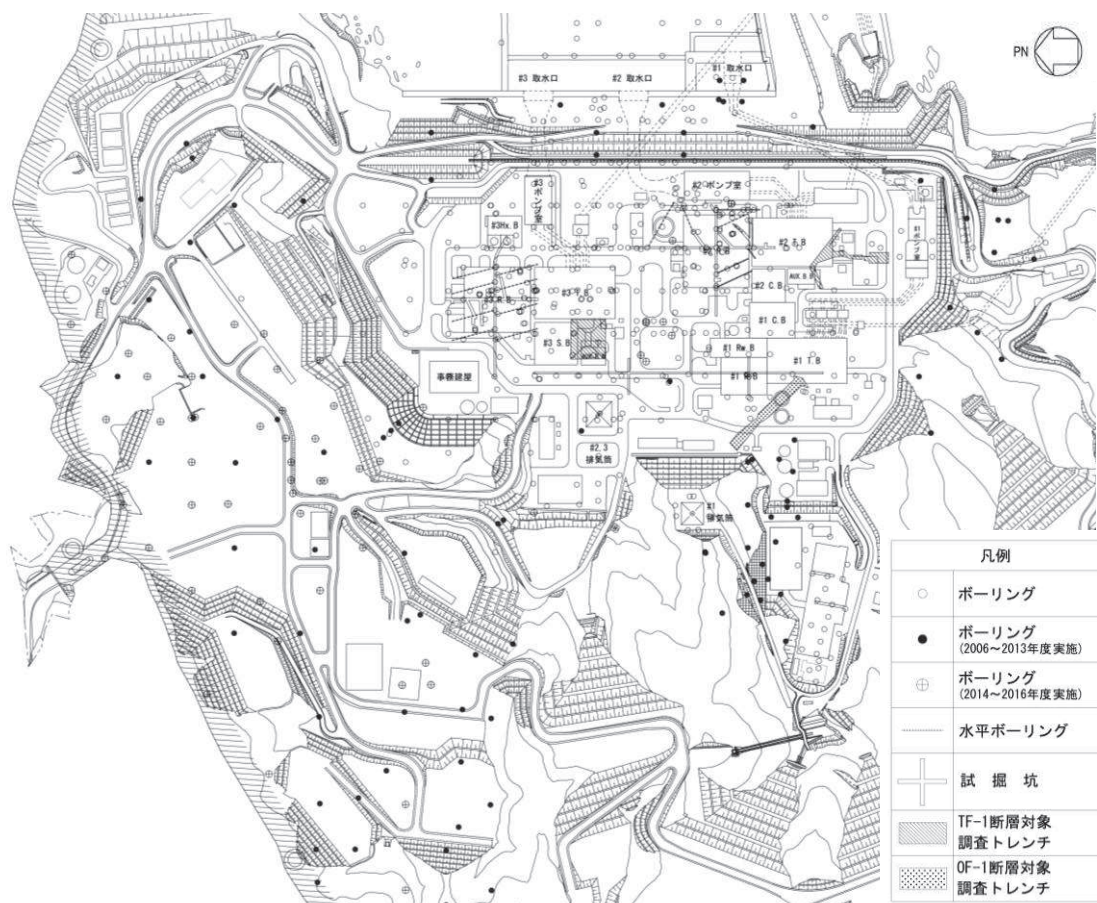 PN
#3 取水口
#2 取水口
#1 取水口
#3 ポンプ室
#2 ポンプ室
#3Hx.B
#2 T.B
#1 ポンプ室
#3 R.B
#3 T.B
AUX B.B
#2 C.B
#3 S.B
#1 C.B
#1 Rw.B
#1 T.B
事務建屋
#1 R.B
#2,3
排気筒
#1
排気筒
凡例
ボーリング
ボーリング
(2006~2013年度実施)
ボーリング
(2014~2016年度実施)
水平ボーリング
試 掘 坑
TF-1断層対象
調査トレンチ
OF-1断層対象
調査トレンチ